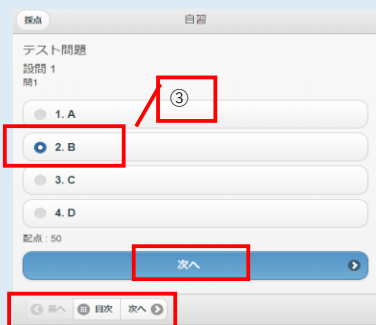 採点 自習
テスト問題
設問 1
問1
③
1. A
2. B
3. C
4. D
配点 : 50
次へ
前へ 目次 次へ